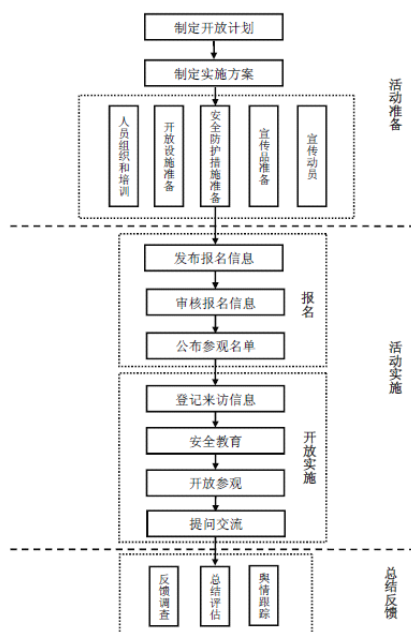 制定开放计划
制定实施方案
人员组织和培训
开放设施准备
安全防护措施准备
宣传品准备
宣传动员
活动准备
发布报名信息
审核报名信息
公布参观名单
报名
登记来访信息
安全教育
开放参观
提问交流
开放实施
活动实施
反馈调查
总结评估
舆情跟踪
总结反馈